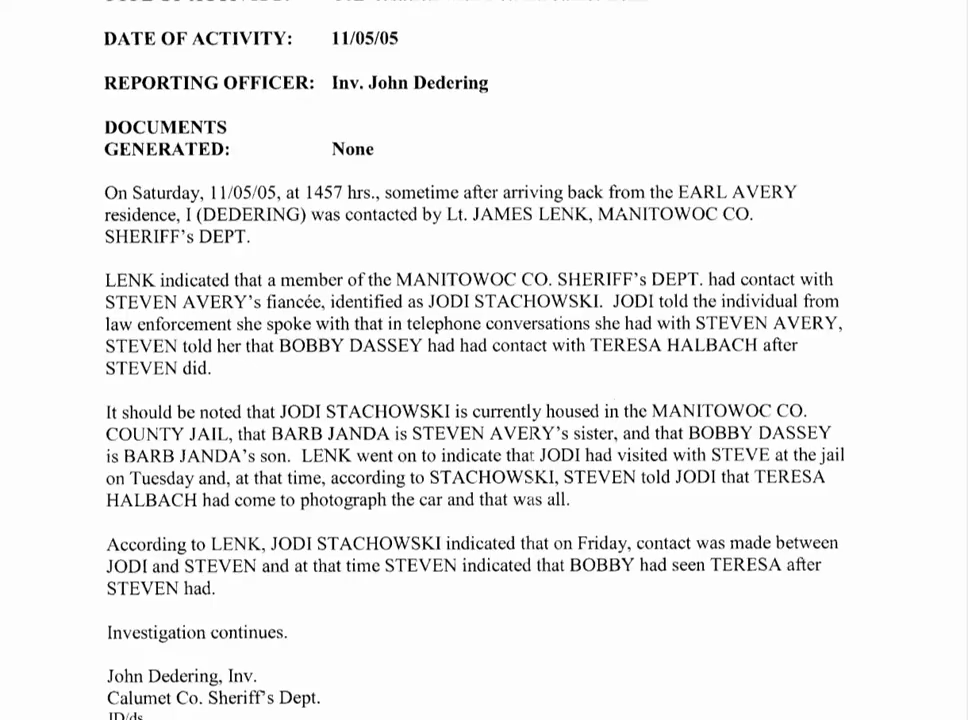 DATE OF ACTIVITY: 11/05/05
REPORTING OFFICER: Inv. John Dedering
DOCUMENTS
GENERATED: None
On Saturday, 11/05/05, at 1457 hrs., sometime after arriving back from the EARL AVERY
residence, I (DEDERING) was contacted by Lt. JAMES LENK, MANITOWOC CO.
SHERIFF's DEPT.
LENK indicated that a member of the MANITOWOC CO. SHERIFF's DEPT. had contact with
STEVEN AVERY's fiancée, identified as JODI STACHOWSKI. JODI told the individual from
law enforcement she spoke with that in telephone conversations she had with STEVEN AVERY,
STEVEN told her that BOBBY DASSEY had had contact with TERESA HALBACH after
STEVEN did.
It should be noted that JODI STACHOWSKI is currently housed in the MANITOWOC CO.
COUNTY JAIL, that BARB JANDA is STEVEN AVERY's sister, and that BOBBY DASSEY
is BARB JANDA's son. LENK went on to indicate that JODI had visited with STEVE at the jail
on Tuesday and, at that time, according to STACHOWSKI, STEVEN told JODI that TERESA
HALBACH had come to photograph the car and that was all.
According to LENK, JODI STACHOWSKI indicated that on Friday, contact was made between
JODI and STEVEN and at that time STEVEN indicated that BOBBY had seen TERESA after
STEVEN had.
Investigation continues.
John Dedering, Inv.
Calumet Co. Sheriff's Dept.
JD/ds